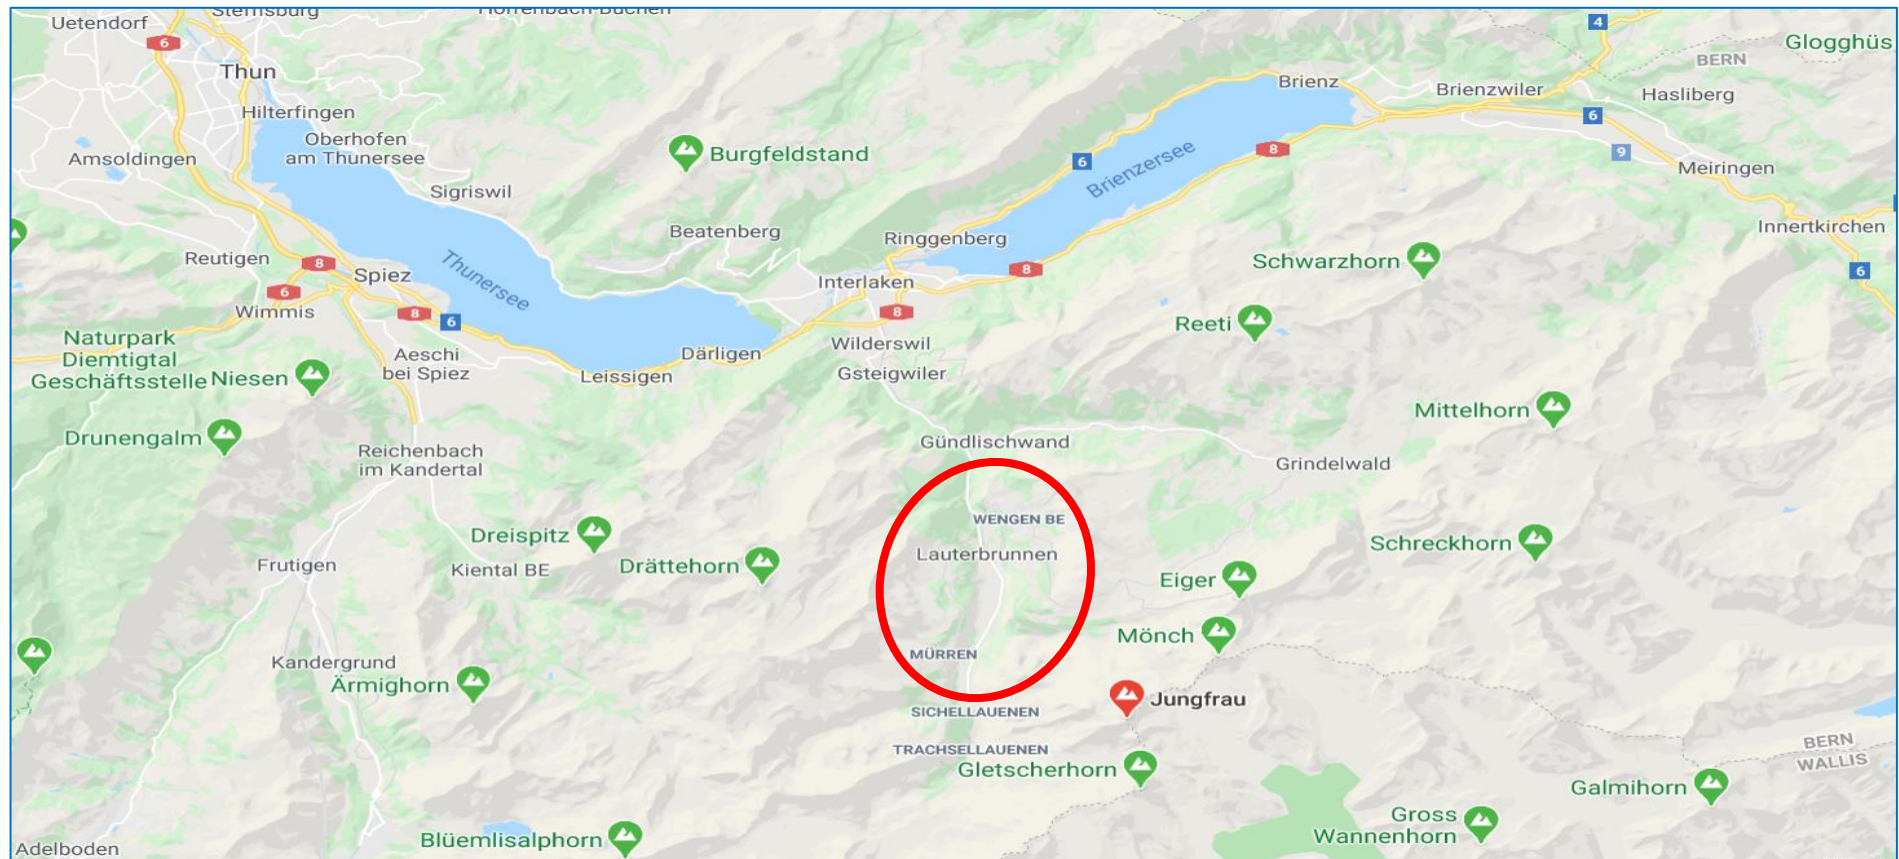 Uetendorf
Steffisburg
Horrenbach-Buchen
6
Thun
Hilterfingen
Oberhofen
am Thunersee
Amsoldingen
Sigriswil
Burgfeldstand
Beatenberg
Reutigen
8
Spiez
Thunersee
6
Wimmis
8
6
Naturpark
Diemtigtal
Geschäftsstelle
Niesen
Aeschi
bei Spiez
Leissigen
Därligen
Drunengalm
Reichenbach
im Kandertal
4
Glogghüs
BERN
Brienz
Brienzwiler
Hasliberg
6
8
9
6
Brienzersee
Meiringen
Ringgenberg
Innertkirchen
8
Schwarzhorn
6
Interlaken
8
Reeti
Wilderswil
Gsteigwiler
Mittelhorn
Gündlischwand
Grindelwald
WENGEN BE
Lauterbrunnen
Dreispitz
Drättehorn
Frutigen
Kiental BE
Schreckhorn
Eiger
Mönch
MÜRREN
Kandergrund
Ärmighorn
Jungfrau
SICHELLAUENEN
TRACHSELLAUENEN
Gletscherhorn
BERN
WALLIS
Galmihorn
Gross
Wannenhorn
Blüemlisalphorn
Adelboden